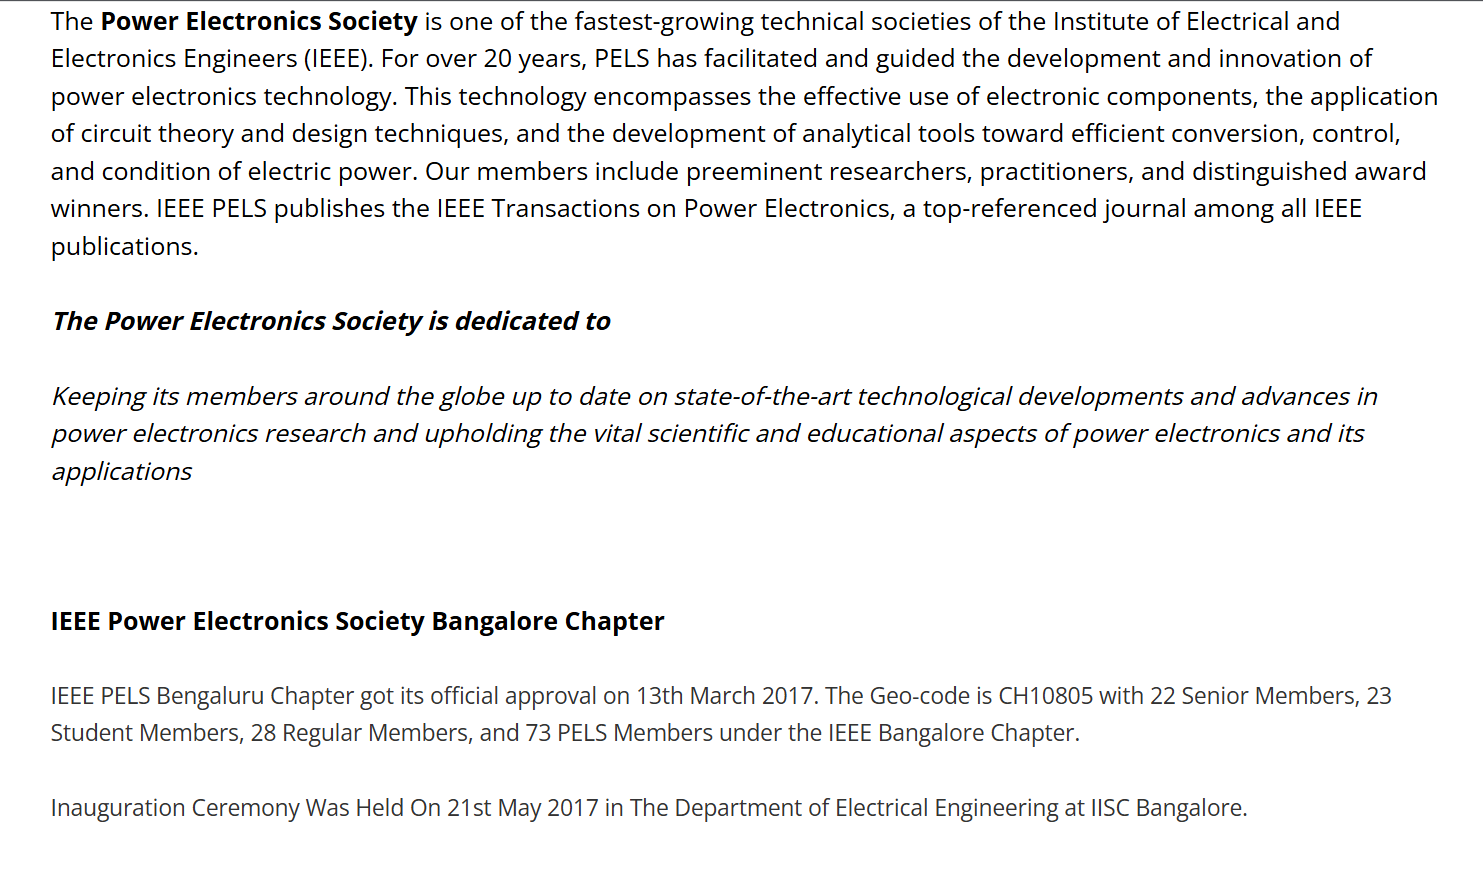 The Power Electronics Society is one of the fastest-growing technical societies of the Institute of Electrical and
Electronics Engineers (IEEE). For over 20 years, PELS has facilitated and guided the development and innovation of
power electronics technology. This technology encompasses the effective use of electronic components, the application
of circuit theory and design techniques, and the development of analytical tools toward efficient conversion, control,
and condition of electric power. Our members include preeminent researchers, practitioners, and distinguished award
winners. IEEE PELS publishes the IEEE Transactions on Power Electronics, a top-referenced journal among all IEEE
publications.
The Power Electronics Society is dedicated to
Keeping its members around the globe up to date on state-of-the-art technological developments and advances in
power electronics research and upholding the vital scientific and educational aspects of power electronics and its
applications
IEEE Power Electronics Society Bangalore Chapter
IEEE PELS Bengaluru Chapter got its official approval on 13th March 2017. The Geo-code is CH10805 with 22 Senior Members, 23
Student Members, 28 Regular Members, and 73 PELS Members under the IEEE Bangalore Chapter.
Inauguration Ceremony Was Held On 21st May 2017 in The Department of Electrical Engineering at IISC Bangalore.